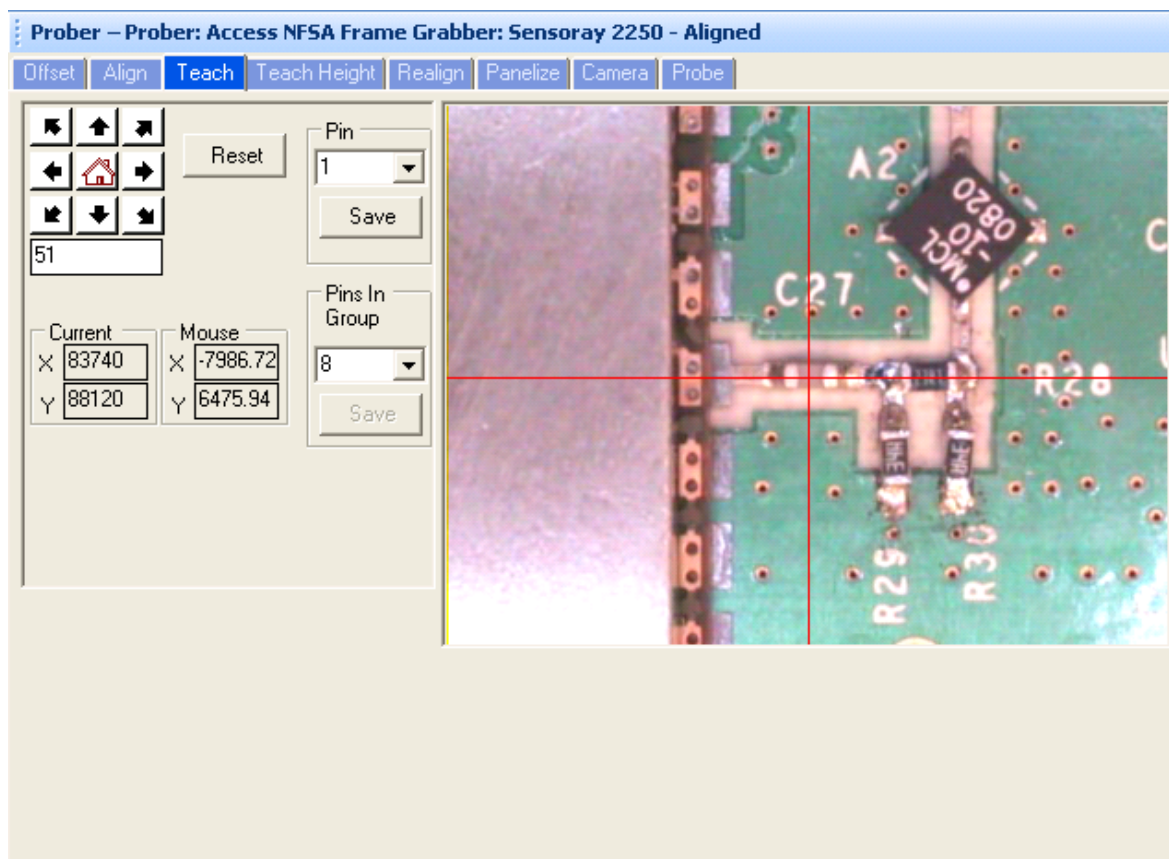 Prober – Prober: Access NFSA Frame Grabber: Sensoray 2250 - Aligned
Offset Align Teach Teach Height Realign Panelize Camera Probe
Reset
51
Pin
1
Save
Pins In
Group
8
Save
Current
X 83740
Y 88120
Mouse
X -7986.72
Y 6475.94
A2
MCL
-10
0820
C27
R28
R29
R30